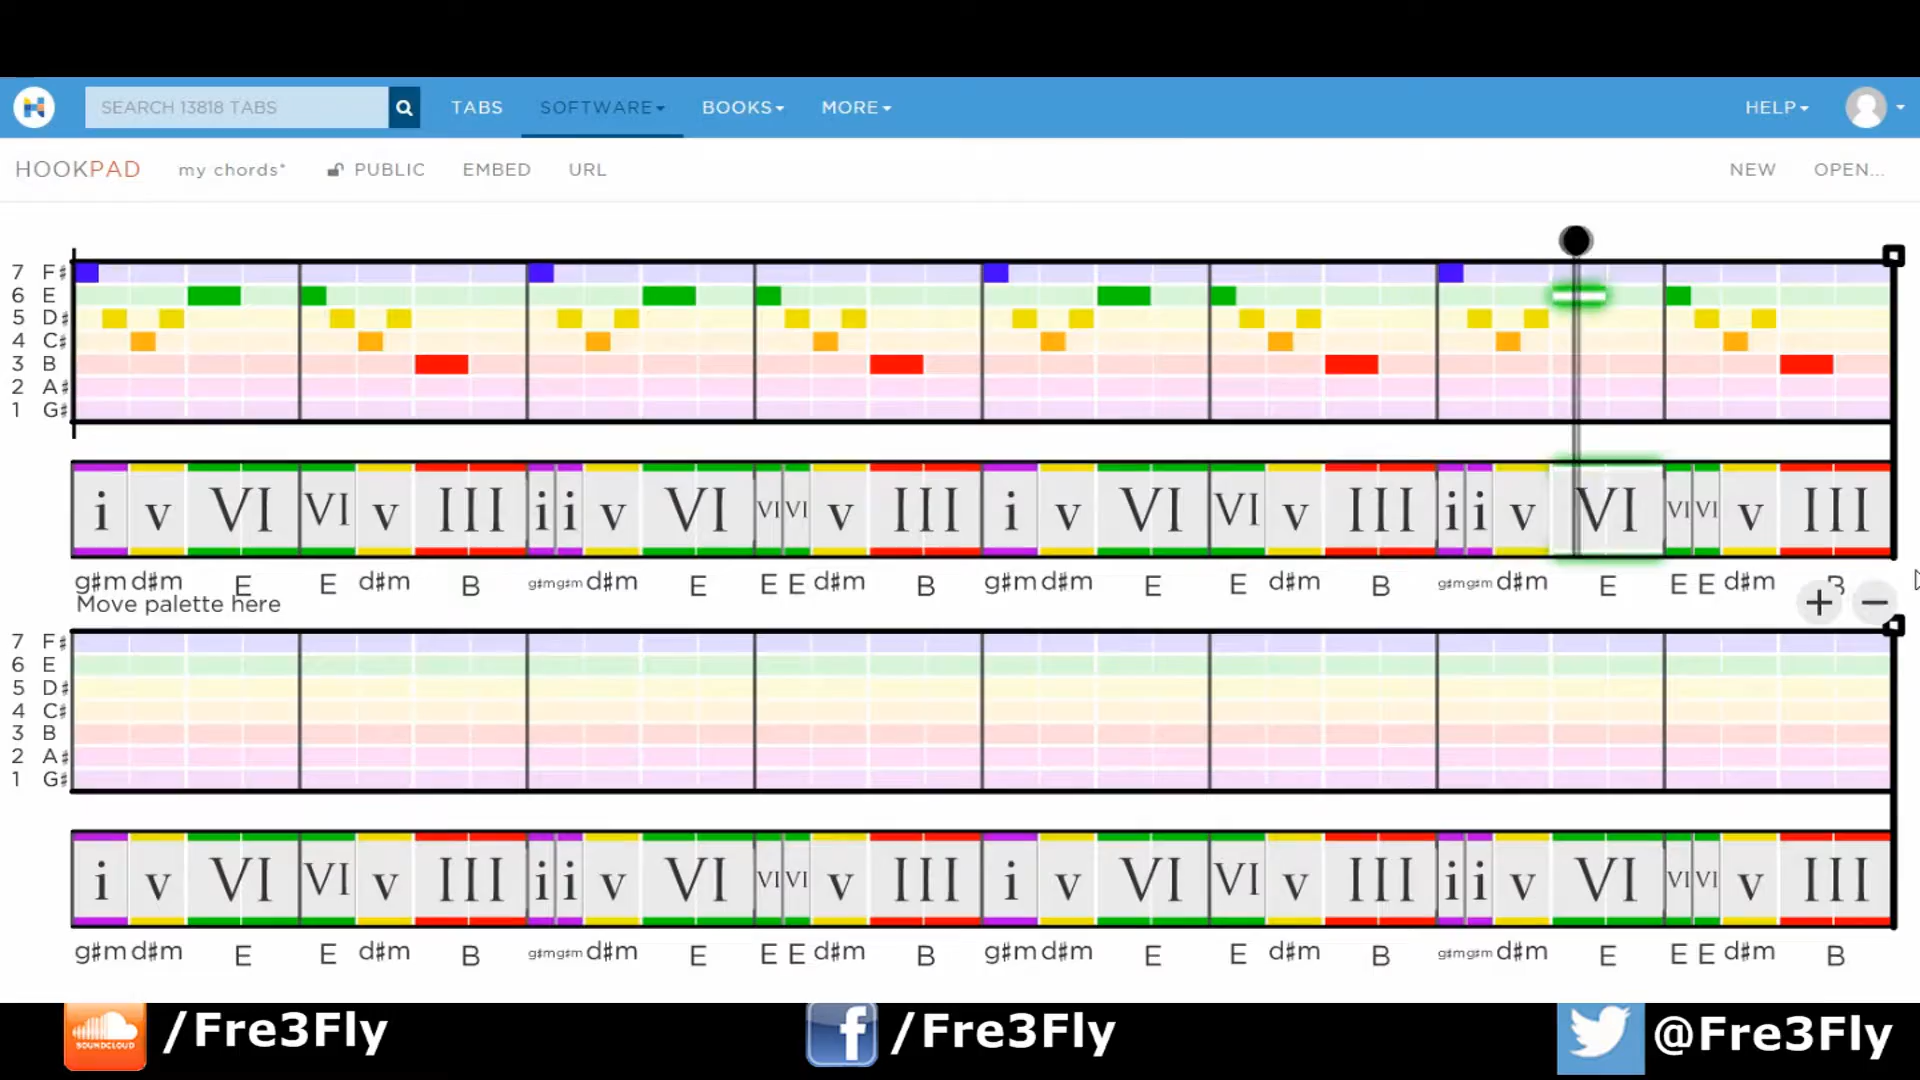 SEARCH 13818 TABS TABS SOFTWARE BOOKS MORE HELP
HOOKPAD my chords* PUBLIC EMBED URL NEW OPEN...
7 F♯
6 E
5 D♯
4 C♯
3 B
2 A♯
1 G♯
i v VI VI v III i i v VI VI VI v III i v VI VI v III i i v VI VI VI v III
g♯m d♯m E E d♯m B g♯m g♯m d♯m E E E d♯m B g♯m d♯m E E d♯m B g♯m g♯m d♯m E E E d♯m B
Move palette here + −
7 F♯
6 E
5 D♯
4 C♯
3 B
2 A♯
1 G♯
i v VI VI v III i i v VI VI VI v III i v VI VI v III i i v VI VI VI v III
g♯m d♯m E E d♯m B g♯m g♯m d♯m E E E d♯m B g♯m d♯m E E d♯m B g♯m g♯m d♯m E E E d♯m B
SOUNDCLOUD /Fre3Fly f /Fre3Fly @Fre3Fly